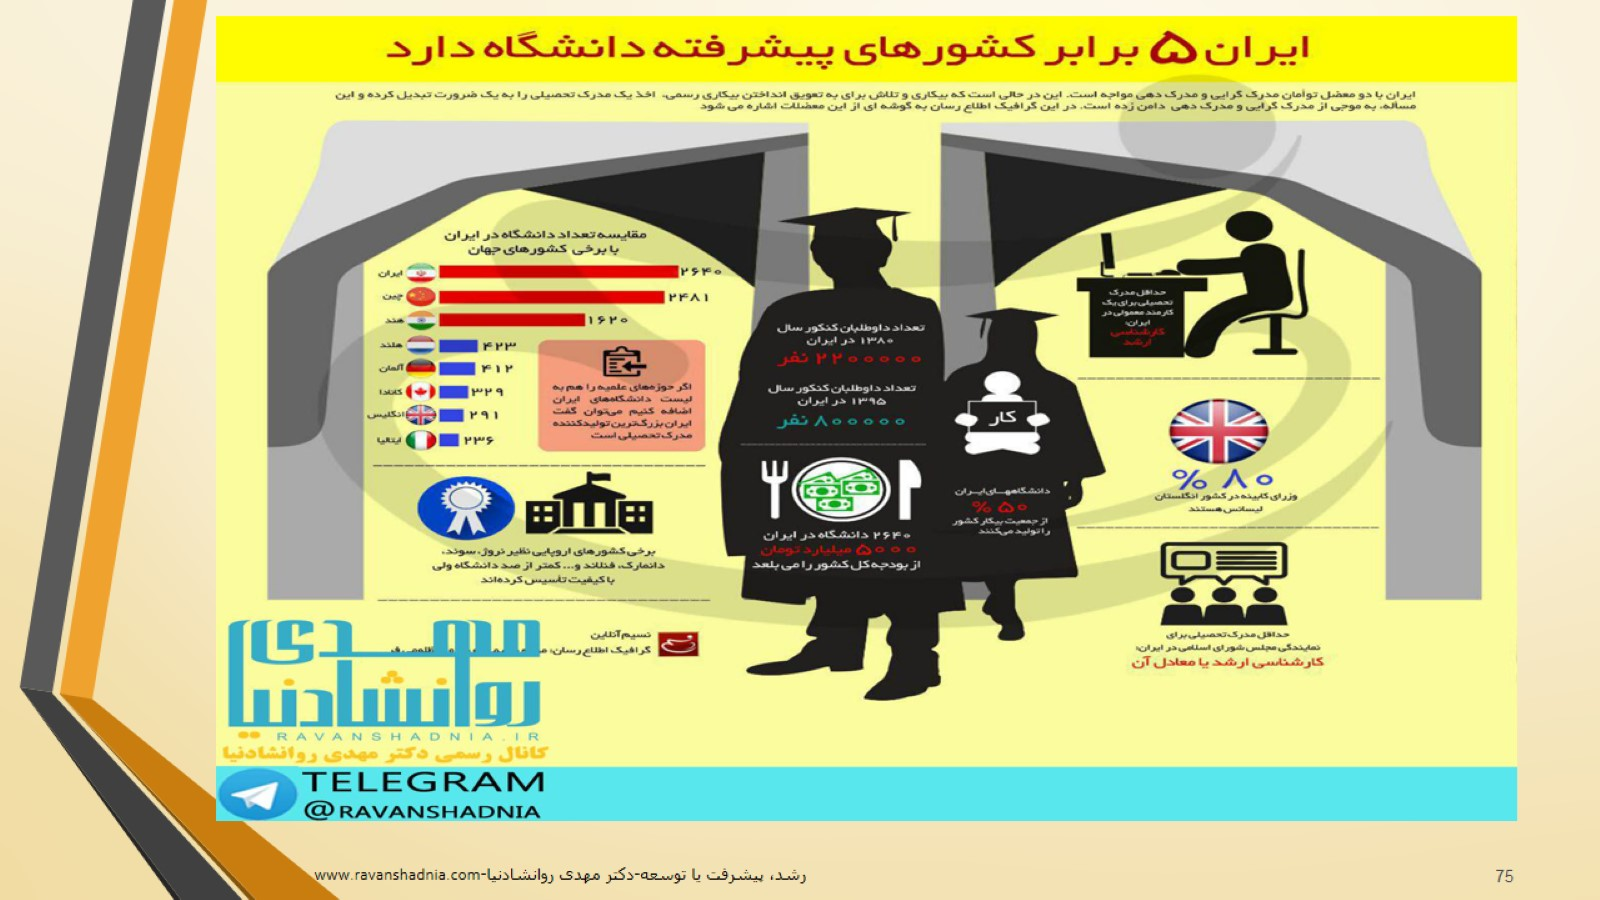 ایران ۵ برابر کشورهای پیشرفته دانشگاه دارد
ایران با دو معضل توأمان مدرک گرایی و مدرک دهی مواجه است. این در حالی است که بیکاری و تلاش برای به تعویق انداختن بیکاری رسمی، اخذ یک مدرک تحصیلی را به یک ضرورت تبدیل کرده و این
مساله، به موجی از مدرک گرایی و مدرک دهی دامن زده است. در این گرافیک اطلاع رسان به گوشه ای از این معضلات اشاره می شود
مقایسه تعداد دانشگاه در ایران
با برخی کشورهای جهان
ایران ۲۶۴۰
چین ۲۴۸۱
هند ۱۶۲۰
هلند ۴۲۳
آلمان ۴۱۲
کانادا ۳۲۹
انگلیس ۲۹۱
ایتالیا ۲۳۶
اگر حوزه‌های علمیه را هم به
لیست دانشگاه‌های ایران
اضافه کنیم می‌توان گفت
ایران بزرگ‌ترین تولیدکننده
مدرک تحصیلی است
برخی کشورهای اروپایی نظیر نروژ، سوئد،
دانمارک، فنلاند و... کمتر از صد دانشگاه ولی
با کیفیت تأسیس کرده‌اند
تعداد داوطلبان کنکور سال
۱۳۸۰ در ایران
۲۲۰۰۰۰۰ نفر
تعداد داوطلبان کنکور سال
۱۳۹۵ در ایران
۸۰۰۰۰۰ نفر
۲۶۴۰ دانشگاه در ایران
۵۰۰۰ میلیارد تومان
از بودجه کل کشور را می بلعد
کار
دانشگاههای ایران
۵۰ %
از جمعیت بیکار کشور
را تولید می‌کنند
حداقل مدرک
تحصیلی برای یک
کارمند معمولی در
ایران:
کارشناسی
ارشد
۸۰ %
وزرای کابینه در کشور انگلستان
لیسانس هستند
حداقل مدرک تحصیلی برای
نمایندگی مجلس شورای اسلامی در ایران:
کارشناسی ارشد یا معادل آن
نسیم آنلاین
گرافیک اطلاع رسان:
مهدی
روانشادنیا
RAVANSHADNIA.IR
کانال رسمی دکتر مهدی روانشادنیا
TELEGRAM
@RAVANSHADNIA
رشد، پیشرفت یا توسعه-دکتر مهدی روانشادنیا-www.ravanshadnia.com
75